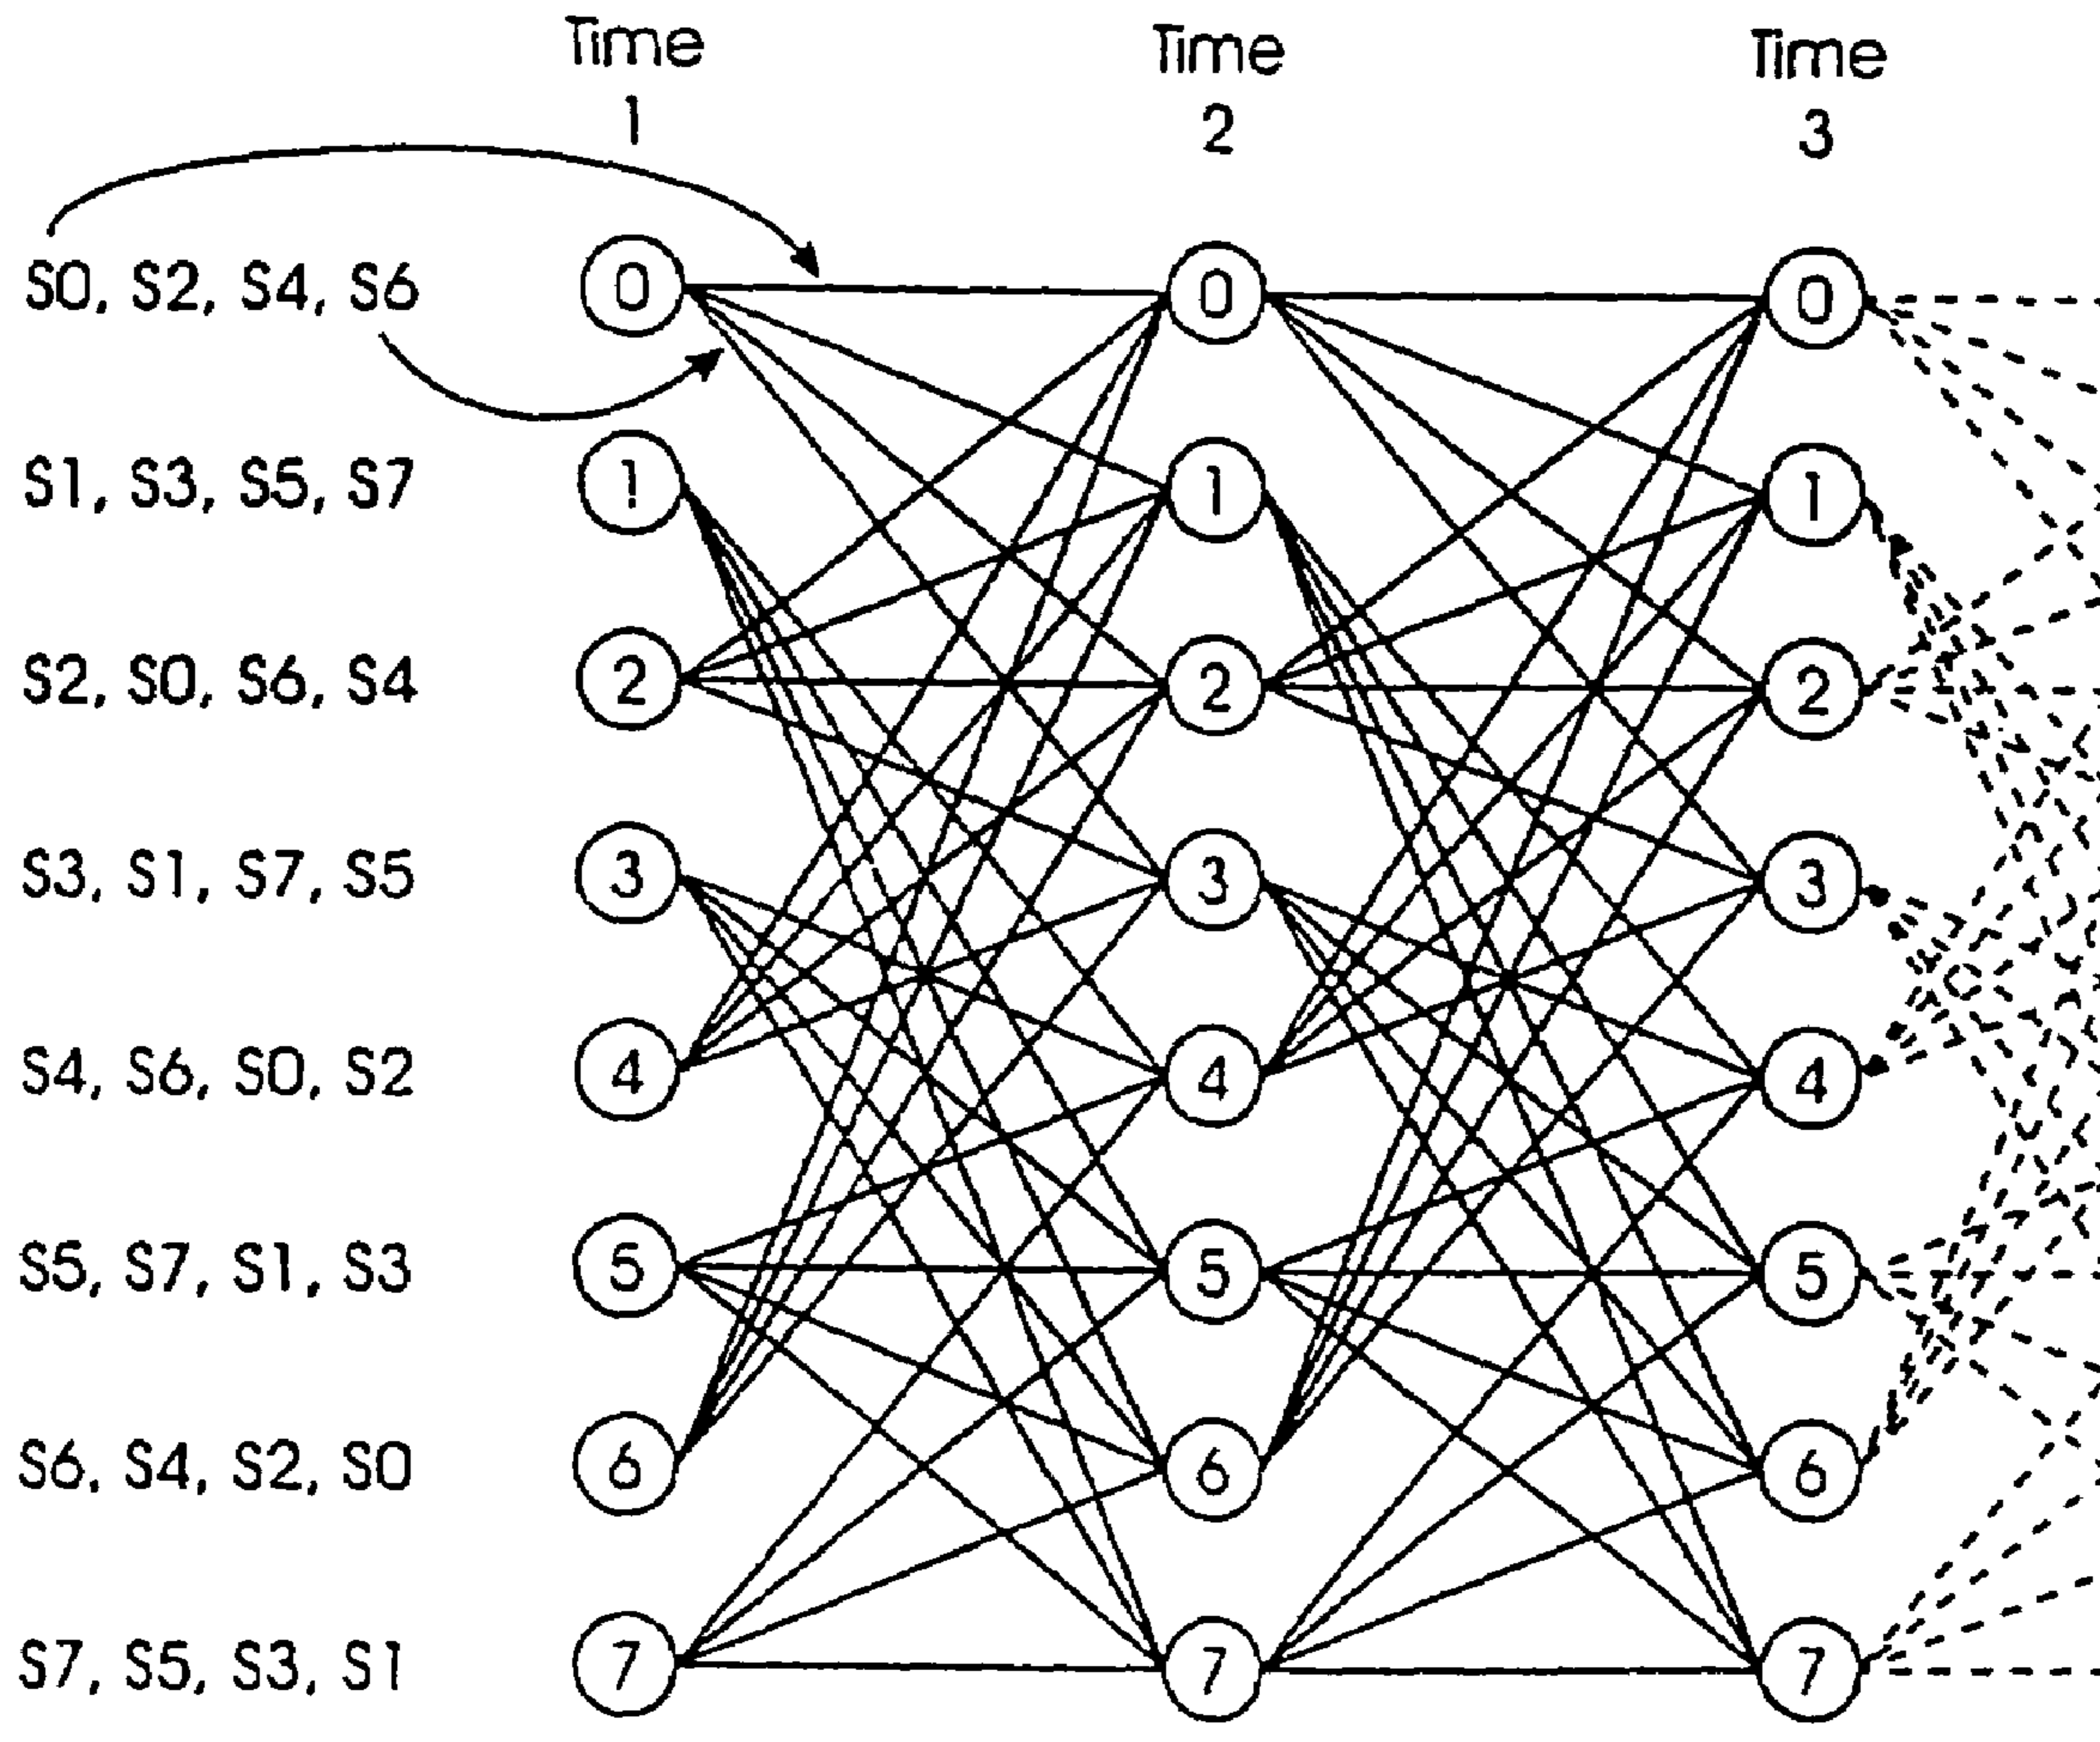 Time Time Time
1 2 3
S0, S2, S4, S6 0 0 0
S1, S3, S5, S7 1 1 1
S2, S0, S6, S4 2 2 2
S3, S1, S7, S5 3 3 3
S4, S6, S0, S2 4 4 4
S5, S7, S1, S3 5 5 5
S6, S4, S2, S0 6 6 6
S7, S5, S3, S1 7 7 7